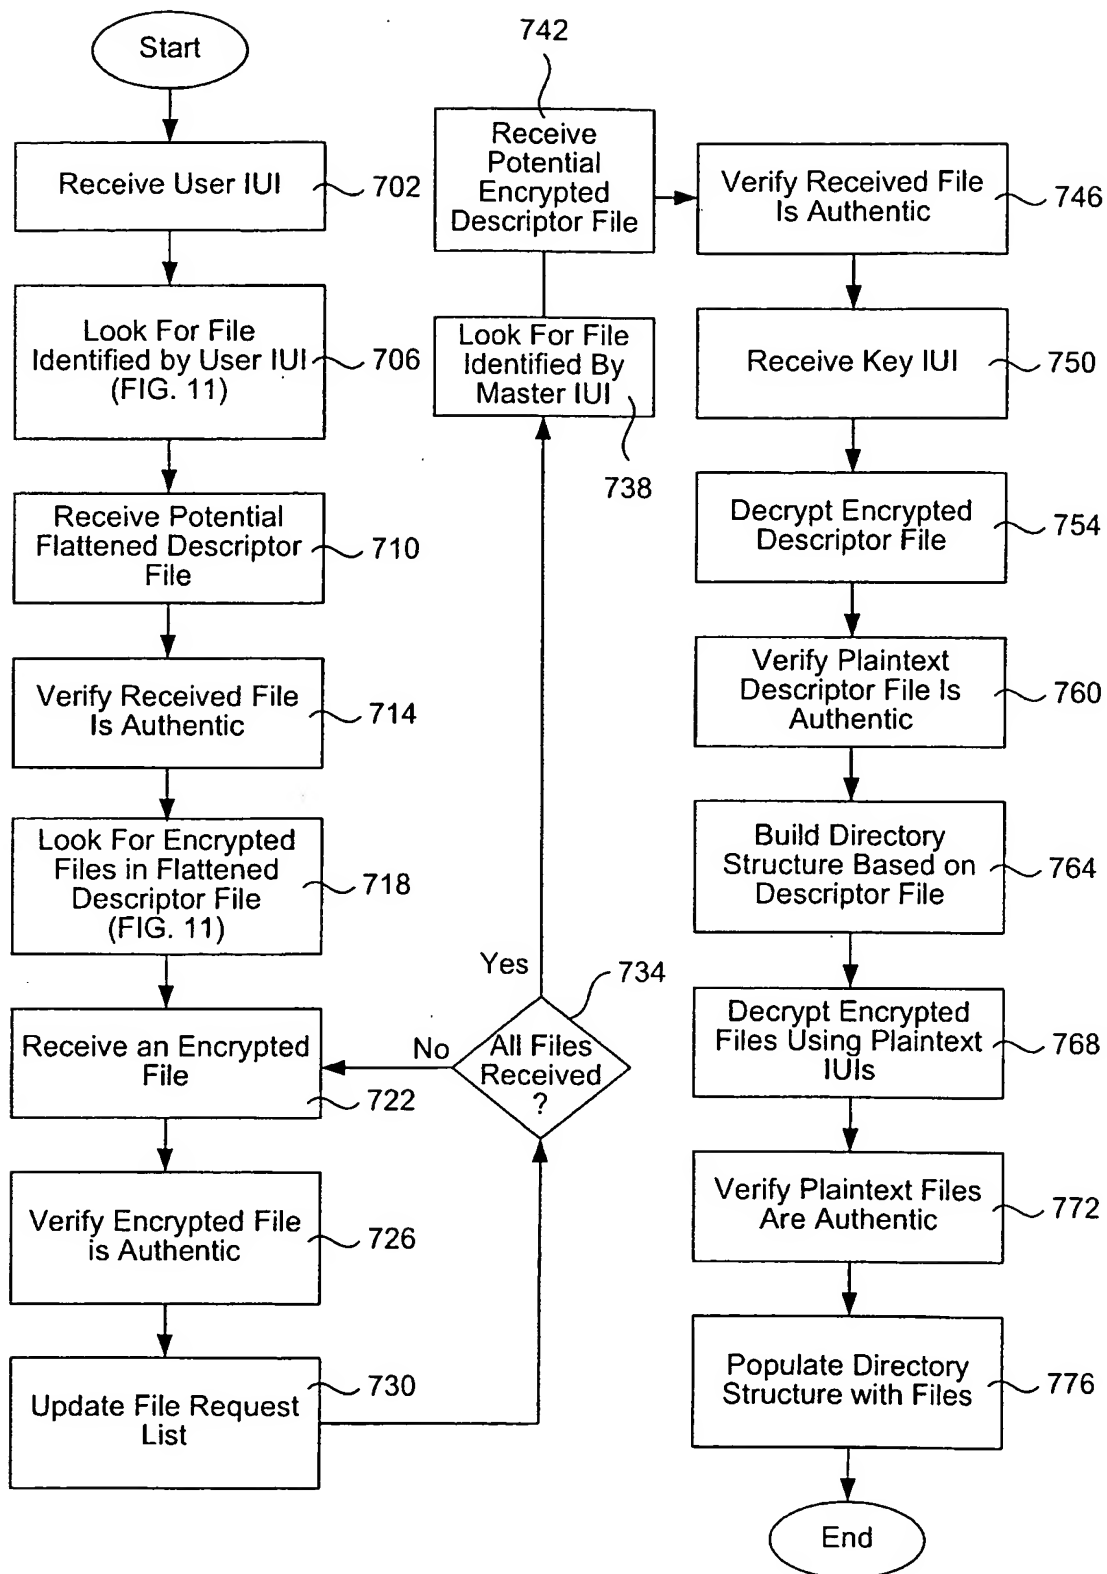 Start
Receive User IUI
702
Look For File
Identified by User IUI
(FIG. 11)
706
Receive Potential
Flattened Descriptor
File
710
Verify Received File
Is Authentic
714
Look For Encrypted
Files in Flattened
Descriptor File
(FIG. 11)
718
Receive an Encrypted
File
722
Verify Encrypted File
is Authentic
726
Update File Request
List
730
All Files
Received
?
734
No
Yes
Look For File
Identified By
Master IUI
738
742
Receive
Potential
Encrypted
Descriptor File
Verify Received File
Is Authentic
746
Receive Key IUI
750
Decrypt Encrypted
Descriptor File
754
Verify Plaintext
Descriptor File Is
Authentic
760
Build Directory
Structure Based on
Descriptor File
764
Decrypt Encrypted
Files Using Plaintext
IUIs
768
Verify Plaintext Files
Are Authentic
772
Populate Directory
Structure with Files
776
End